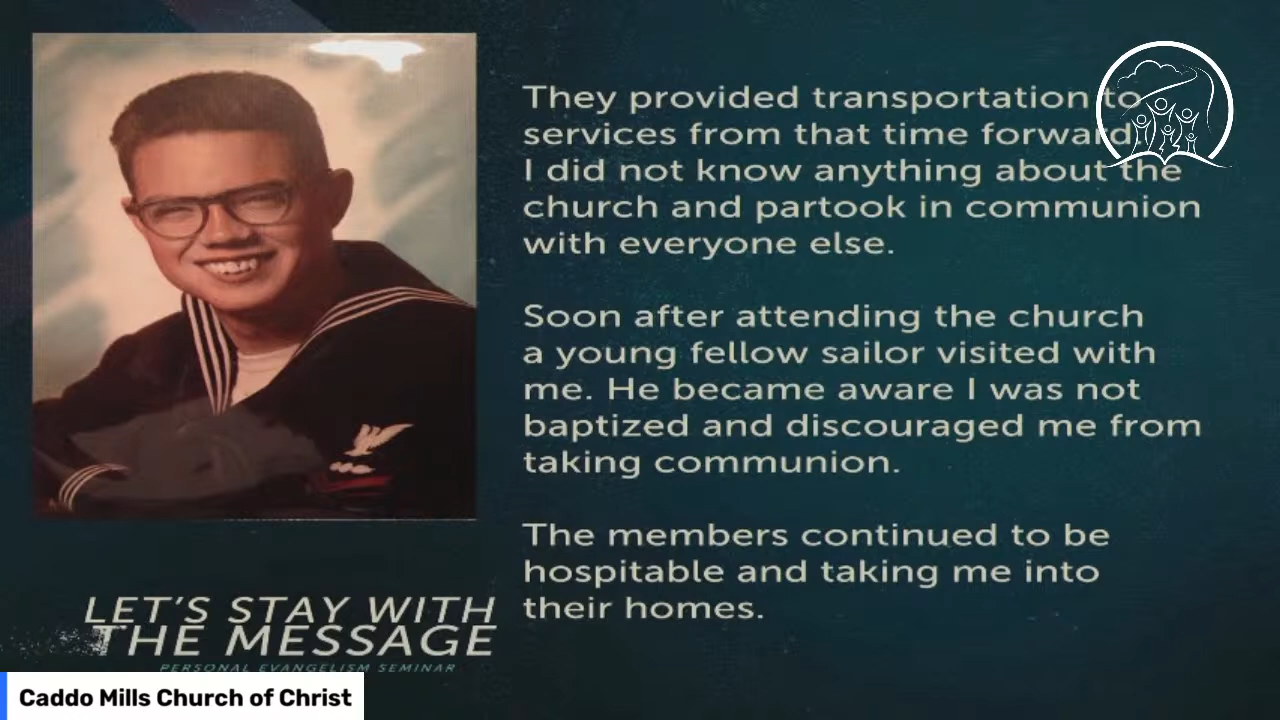 They provided transportation to
services from that time forward.
I did not know anything about the
church and partook in communion
with everyone else.
Soon after attending the church
a young fellow sailor visited with
me. He became aware I was not
baptized and discouraged me from
taking communion.
The members continued to be
hospitable and taking me into
their homes.
LET'S STAY WITH
THE MESSAGE
PERSONAL EVANGELISM SEMINAR
Caddo Mills Church of Christ